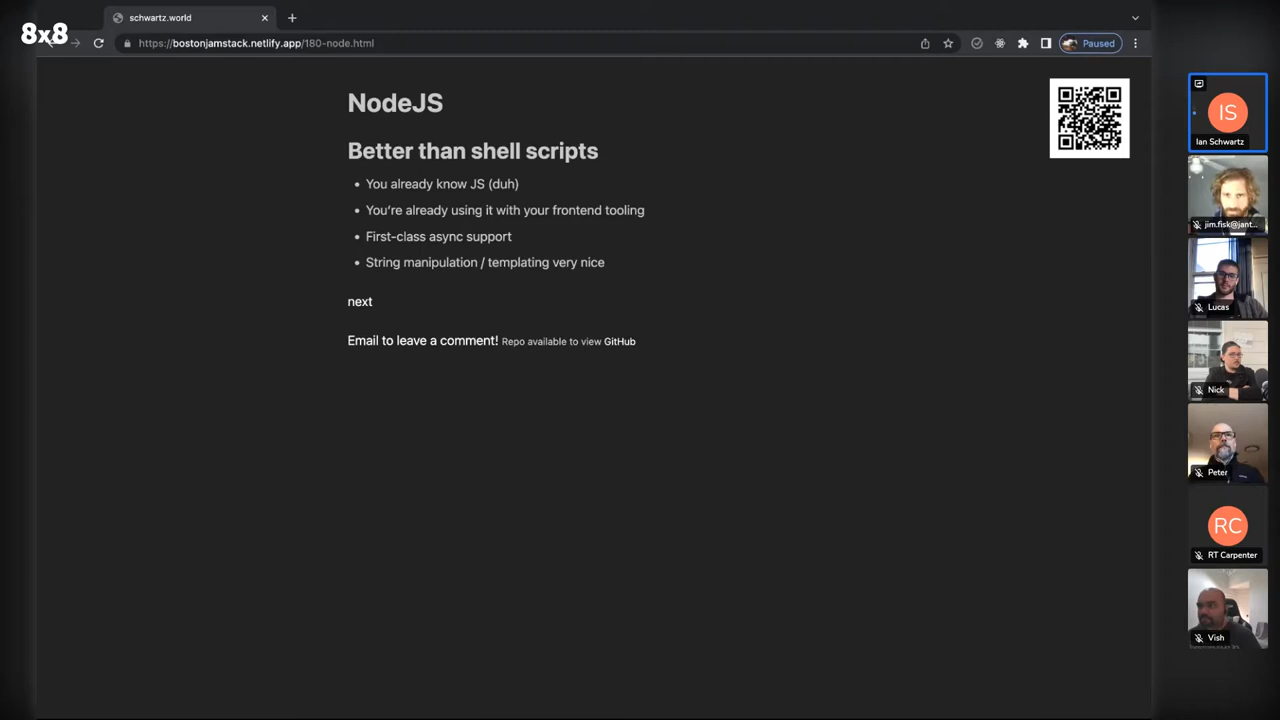 schwartz.world
8x8
https://bostonjamstack.netlify.app/180-node.html
Paused
NodeJS
Better than shell scripts
• You already know JS (duh)
• You're already using it with your frontend tooling
• First-class async support
• String manipulation / templating very nice
next
Email to leave a comment! Repo available to view GitHub
IS
Ian Schwartz
jim.fisk@jant...
Lucas
Nick
Peter
RC
RT Carpenter
Vish